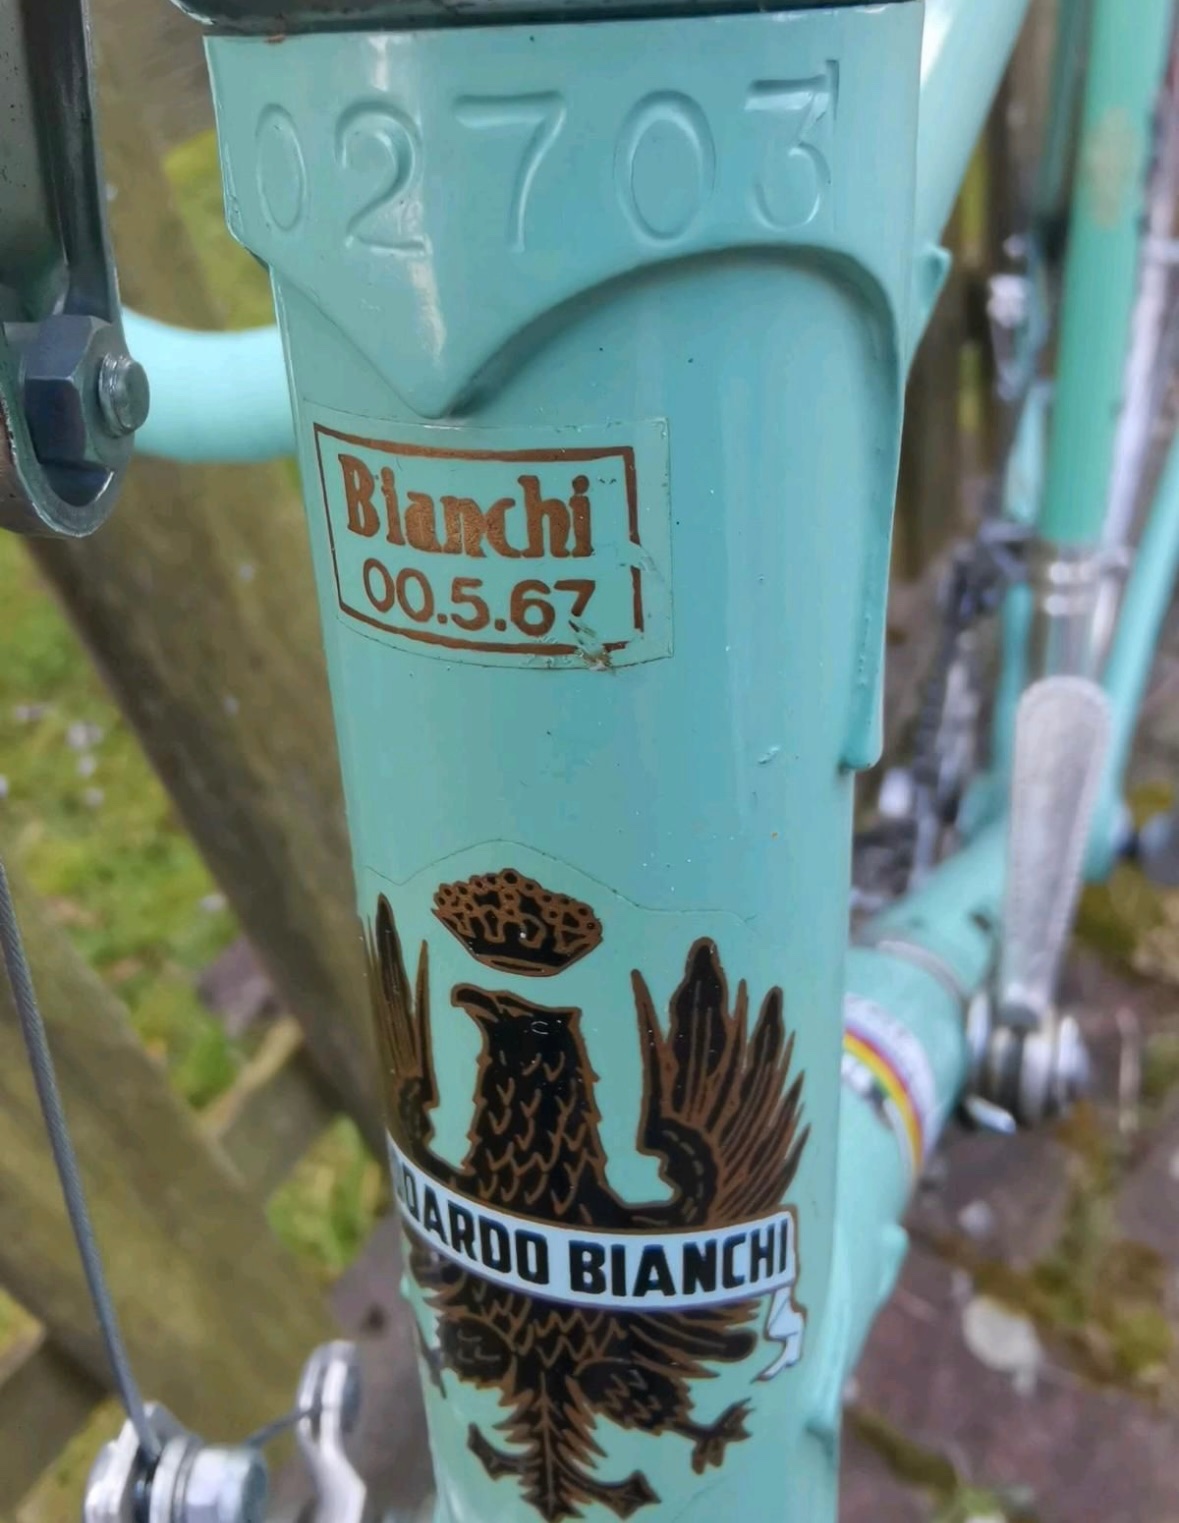 02703
Bianchi
00.5.67
DOARDO BIANCHI